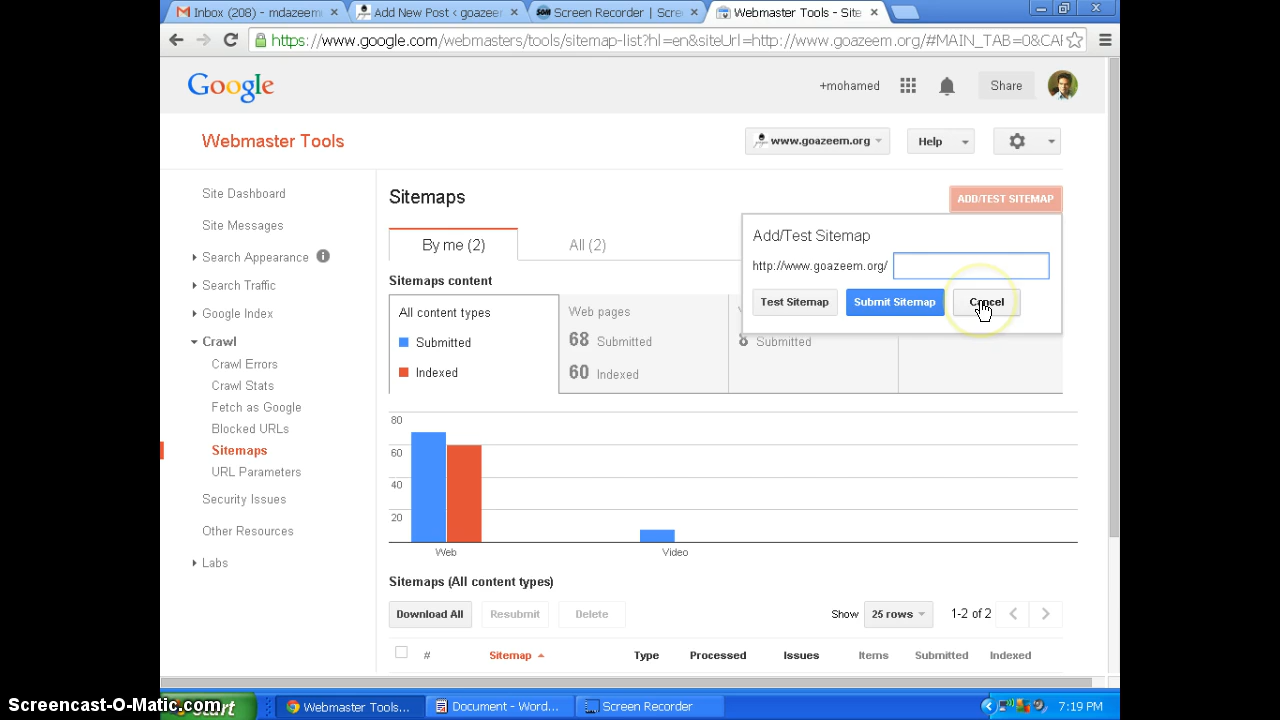 Inbox (208) - mdazeem
Add New Post ‹ goazee
Screen Recorder | Scree
Webmaster Tools - Site
https://www.google.com/webmasters/tools/sitemap-list?hl=en&siteUrl=http://www.goazeem.org/#MAIN_TAB=0&CAR
Google
+mohamed
Share
Webmaster Tools
www.goazeem.org
Help
Site Dashboard
Site Messages
Search Appearance
Search Traffic
Google Index
Crawl
Crawl Errors
Crawl Stats
Fetch as Google
Blocked URLs
Sitemaps
URL Parameters
Security Issues
Other Resources
Labs
Sitemaps
ADD/TEST SITEMAP
Add/Test Sitemap
http://www.goazeem.org/
Test Sitemap
Submit Sitemap
Cancel
By me (2)
All (2)
Sitemaps content
All content types
Submitted
Indexed
Web pages
68 Submitted
60 Indexed
8 Submitted
80
60
40
20
Web
Video
Sitemaps (All content types)
Download All
Resubmit
Delete
Show
25 rows
1-2 of 2
# Sitemap Type Processed Issues Items Submitted Indexed
Screencast-O-Matic.com
start
Webmaster Tools...
Document - Word...
Screen Recorder
7:19 PM